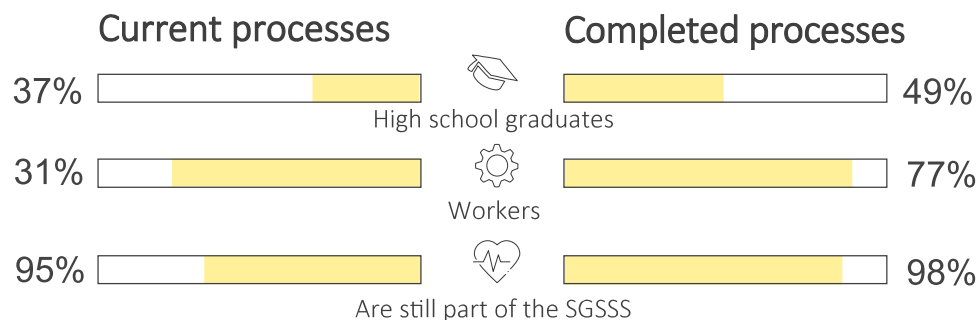 Current processes
Completed processes
37%
49%
High school graduates
31%
77%
Workers
95%
98%
Are still part of the SGSSS